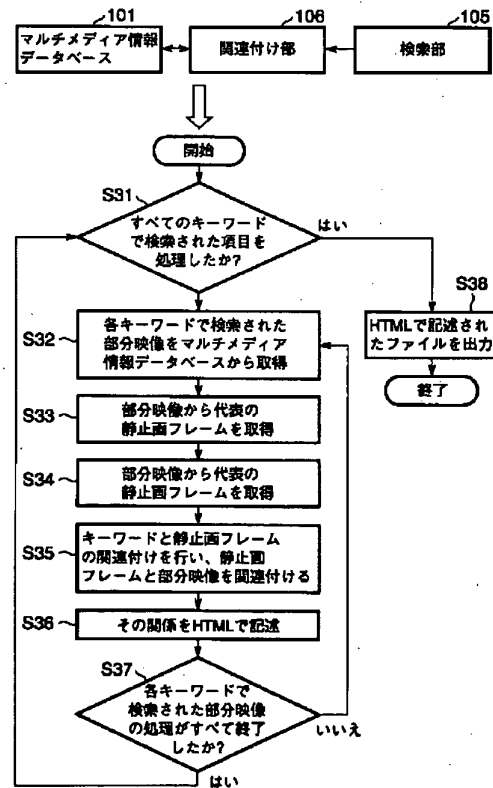 101
106
105
マルチメディア情報
データベース
関連付け部
検索部
開始
S31
すべてのキーワード
で検索された項目を
処理したか?
はい
S38
HTMLで記述され
たファイルを出力
終了
S32
各キーワードで検索された
部分映像をマルチメディア
情報データベースから取得
S33
部分映像から代表の
静止画フレームを取得
S34
部分映像から代表の
静止画フレームを取得
S35
キーワードと静止画フレーム
の関連付けを行い、静止画
フレームと部分映像を関連付ける
S36
その関係をHTMLで記述
S37
各キーワードで
検索された部分映像
の処理がすべて終了
したか?
いいえ
はい